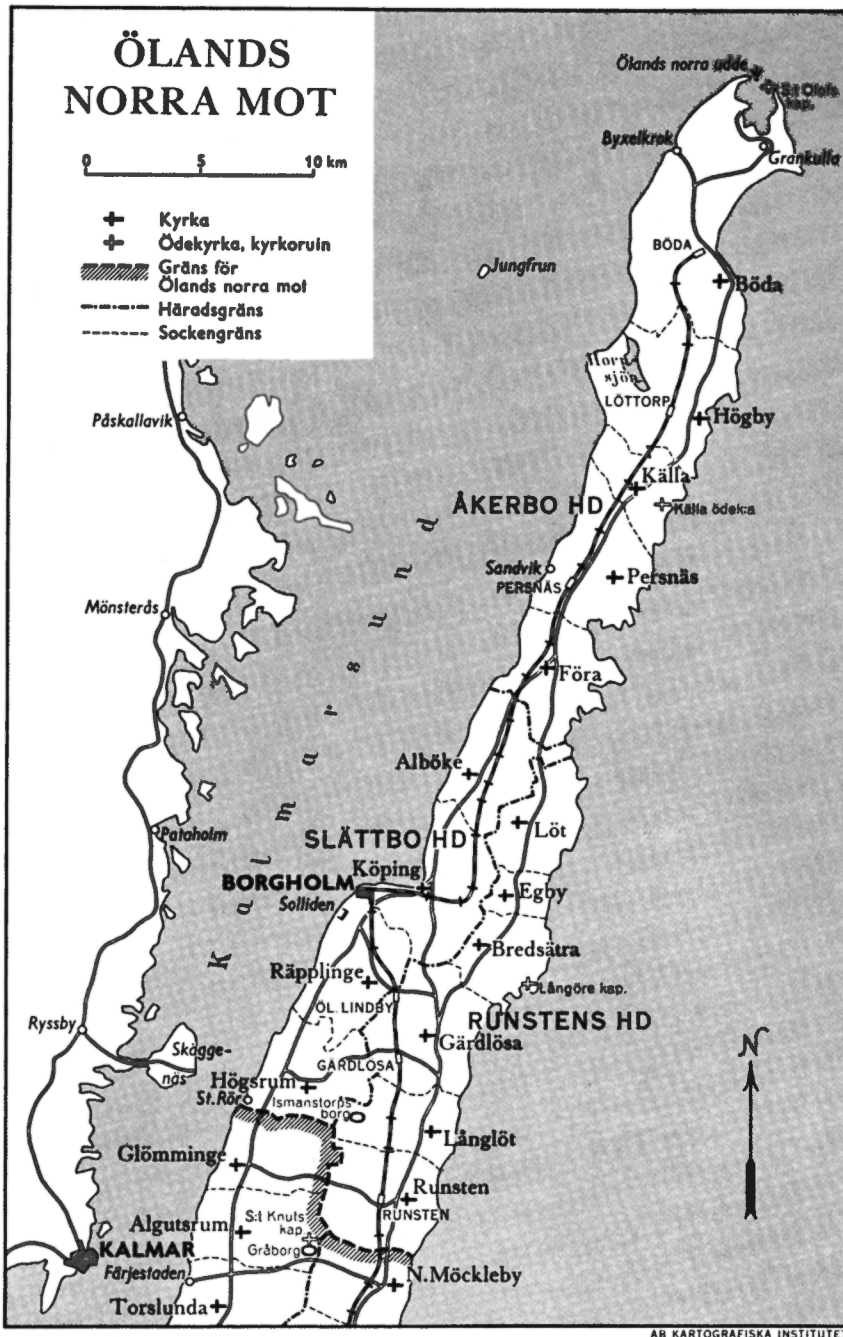 ÖLANDS
NORRA MOT
0 5 10 km
Kyrka
Ödekyrka, kyrkoruin
Gräns för
Ölands norra mot
Häradsgräns
Sockengräns
Ölands norra udde
S:t Olofs
kap.
Byxelkrok
Grankulla
BÖDA
Jungfrun
Böda
Horn
sjön
LÖTTORP
Påskallavik
Högby
Källa
ÅKERBO HD
Källa ödek:a
Sandvik
PERSNÄS
Persnäs
Mönsterås
Föra
Kalmarsund
Alböke
Löt
Pataholm
SLÄTTBO HD
Köping
BORGHOLM
Egby
Solliden
Bredsätra
Räpplinge
Långöre kap.
ÖL. LINDBY
RUNSTENS HD
Ryssby
Gärdlösa
Skägge-
näs
GÄRDLÖSA
N
Högsrum
St. Rör
Ismanstorps
borg
Långlöt
Glömminge
Runsten
RUNSTEN
S:t Knuts
kap.
Algutsrum
Gråborg
KALMAR
Färjestaden
N. Möckleby
Torslunda
AB KARTOGRAFISKA INSTITUTET